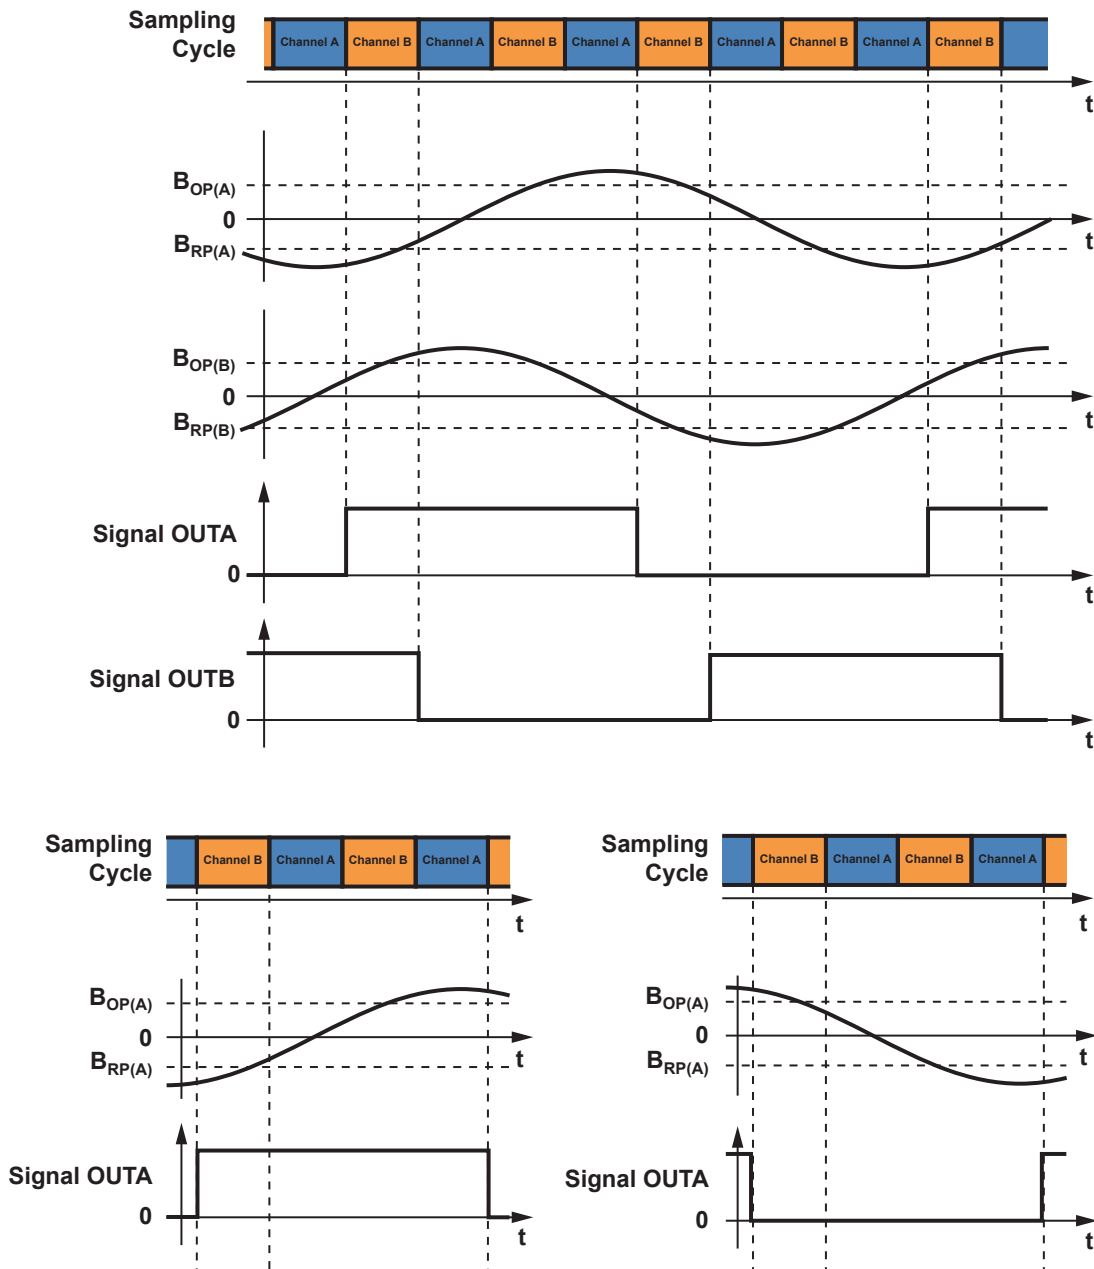 Sampling
Cycle
Channel A Channel B Channel A Channel B Channel A Channel B Channel A Channel B Channel A Channel B
t
BOP(A)
0
BRP(A)
t
BOP(B)
0
BRP(B)
t
Signal OUTA
0
t
Signal OUTB
0
t
Sampling
Cycle
Channel B Channel A Channel B Channel A
t
BOP(A)
0
BRP(A)
t
Signal OUTA
0
t
Sampling
Cycle
Channel B Channel A Channel B Channel A
t
BOP(A)
0
BRP(A)
t
Signal OUTA
0
t